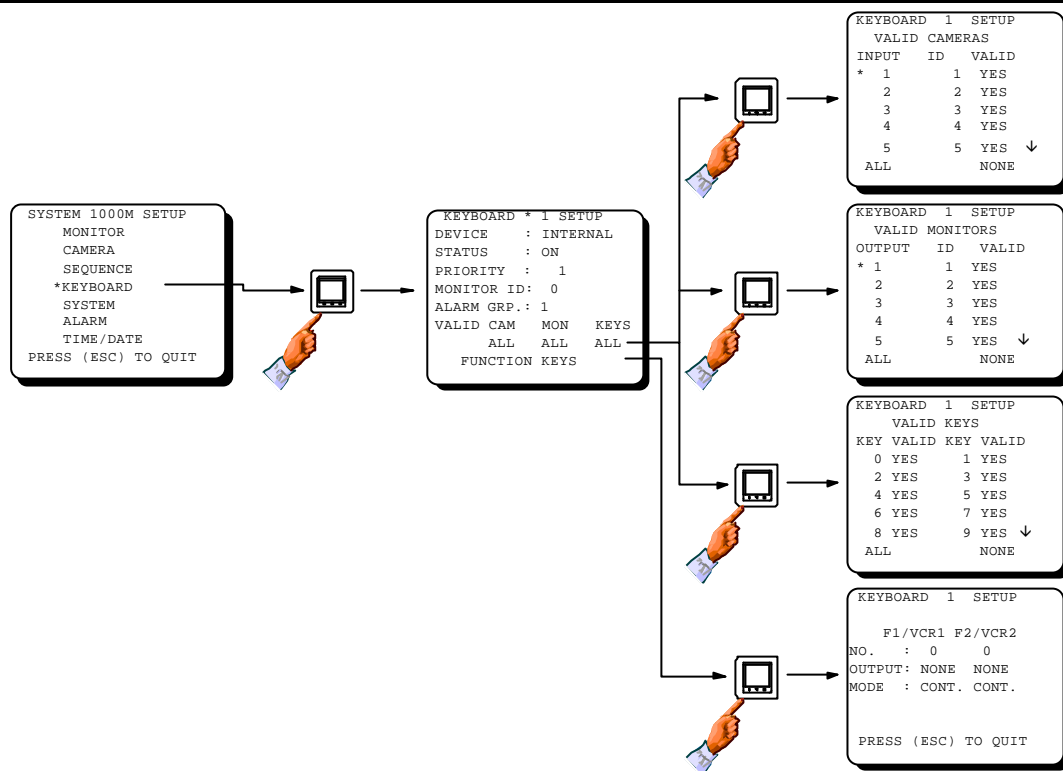 SYSTEM 1000M SETUP
MONITOR
CAMERA
SEQUENCE
*KEYBOARD
SYSTEM
ALARM
TIME/DATE
PRESS (ESC) TO QUIT
KEYBOARD * 1 SETUP
DEVICE : INTERNAL
STATUS : ON
PRIORITY : 1
MONITOR ID: 0
ALARM GRP.: 1
VALID CAM MON KEYS
ALL ALL ALL
FUNCTION KEYS
KEYBOARD 1 SETUP
VALID CAMERAS
INPUT ID VALID
* 1 1 YES
2 2 YES
3 3 YES
4 4 YES
5 5 YES ↓
ALL NONE
KEYBOARD 1 SETUP
VALID MONITORS
OUTPUT ID VALID
* 1 1 YES
2 2 YES
3 3 YES
4 4 YES
5 5 YES ↓
ALL NONE
KEYBOARD 1 SETUP
VALID KEYS
KEY VALID KEY VALID
0 YES 1 YES
2 YES 3 YES
4 YES 5 YES
6 YES 7 YES
8 YES 9 YES ↓
ALL NONE
KEYBOARD 1 SETUP
F1/VCR1 F2/VCR2
NO. : 0 0
OUTPUT: NONE NONE
MODE : CONT. CONT.
PRESS (ESC) TO QUIT